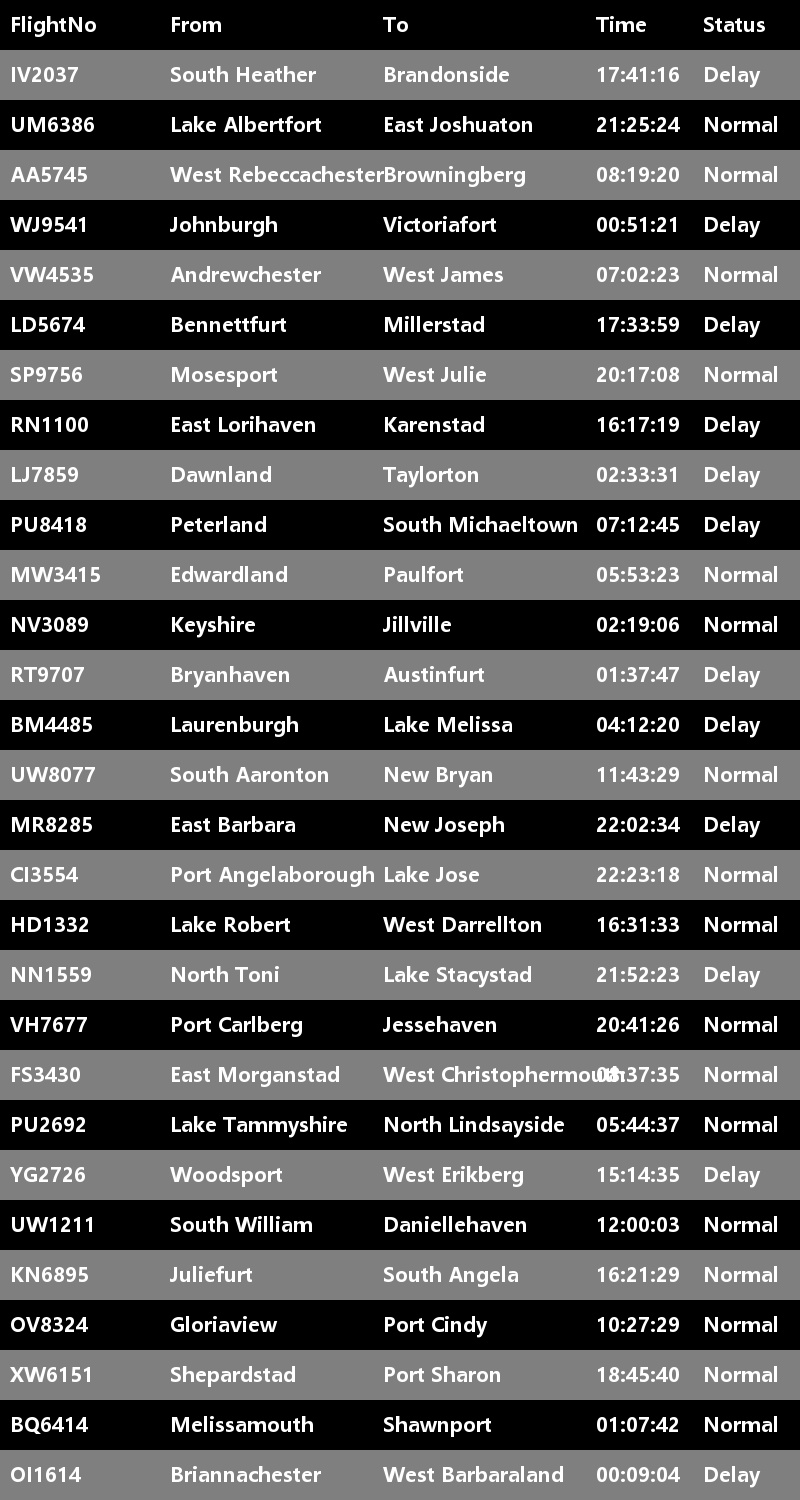 FlightNo From To Time Status
IV2037 South Heather Brandonside 17:41:16 Delay
UM6386 Lake Albertfort East Joshuaton 21:25:24 Normal
AA5745 West Rebeccachester Browningberg 08:19:20 Normal
WJ9541 Johnburgh Victoriafort 00:51:21 Delay
VW4535 Andrewchester West James 07:02:23 Normal
LD5674 Bennettfurt Millerstad 17:33:59 Delay
SP9756 Mosesport West Julie 20:17:08 Normal
RN1100 East Lorihaven Karenstad 16:17:19 Delay
LJ7859 Dawnland Taylorton 02:33:31 Delay
PU8418 Peterland South Michaeltown 07:12:45 Delay
MW3415 Edwardland Paulfort 05:53:23 Normal
NV3089 Keyshire Jillville 02:19:06 Normal
RT9707 Bryanhaven Austinfurt 01:37:47 Delay
BM4485 Laurenburgh Lake Melissa 04:12:20 Delay
UW8077 South Aaronton New Bryan 11:43:29 Normal
MR8285 East Barbara New Joseph 22:02:34 Delay
CI3554 Port Angelaborough Lake Jose 22:23:18 Normal
HD1332 Lake Robert West Darrellton 16:31:33 Normal
NN1559 North Toni Lake Stacystad 21:52:23 Delay
VH7677 Port Carlberg Jessehaven 20:41:26 Normal
FS3430 East Morganstad West Christophermouth 08:37:35 Normal
PU2692 Lake Tammyshire North Lindsayside 05:44:37 Normal
YG2726 Woodsport West Erikberg 15:14:35 Delay
UW1211 South William Daniellehaven 12:00:03 Normal
KN6895 Juliefurt South Angela 16:21:29 Normal
OV8324 Gloriaview Port Cindy 10:27:29 Normal
XW6151 Shepardstad Port Sharon 18:45:40 Normal
BQ6414 Melissamouth Shawnport 01:07:42 Normal
OI1614 Briannachester West Barbaraland 00:09:04 Delay